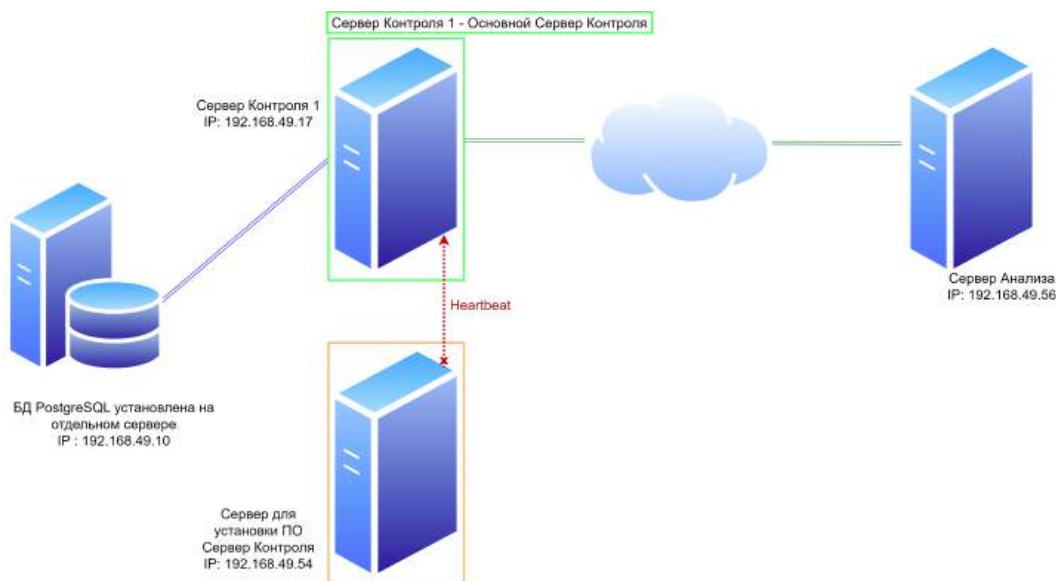 Сервер Контроля 1 - Основной Сервер Контроля
Сервер Контроля 1
IP: 192.168.49.17
Сервер Анализа
IP: 192.168.49.56
Heartbeat
БД PostgreSQL установлена на
отдельном сервере
IP : 192.168.49.10
Сервер для
установки ПО
Сервер Контроля
IP: 192.168.49.54